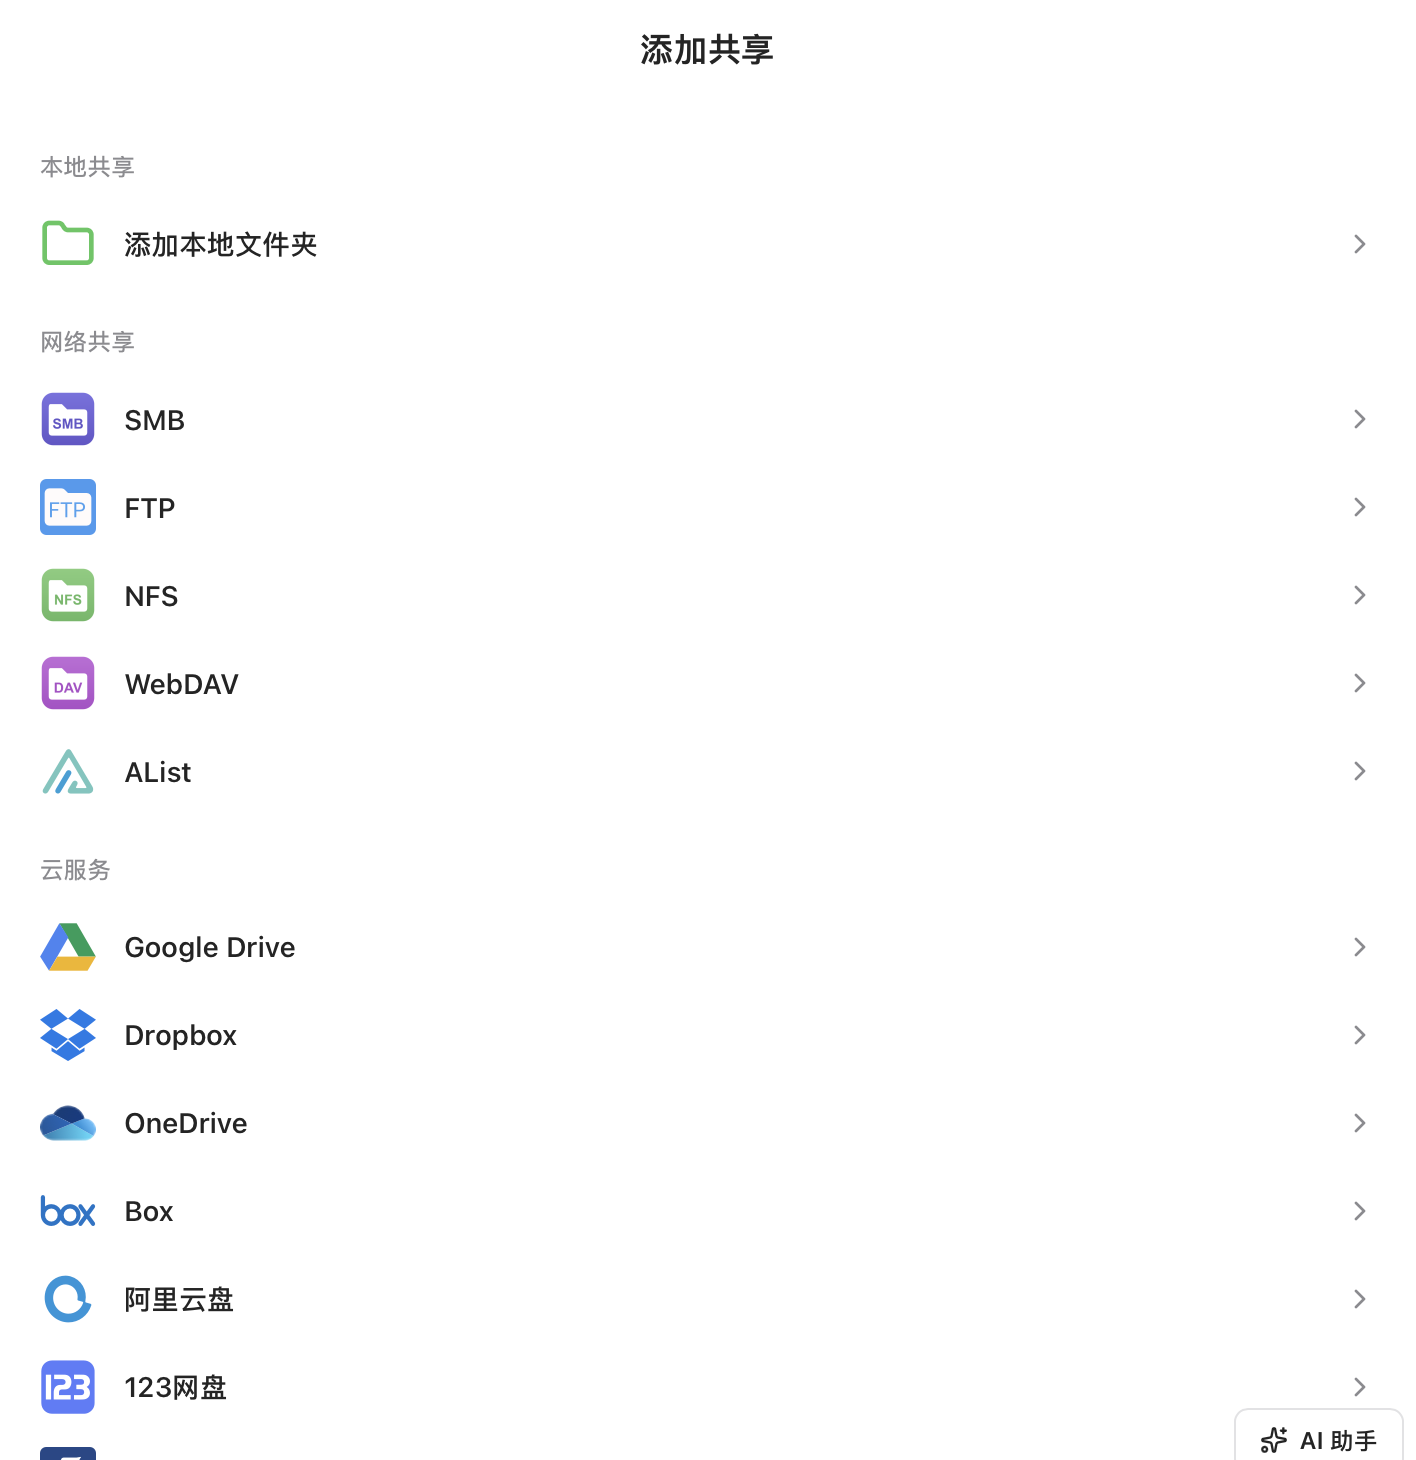 添加共享
本地共享
添加本地文件夹
网络共享
SMB
SMB
FTP
FTP
NFS
NFS
DAV
WebDAV
AList
云服务
Google Drive
Dropbox
OneDrive
box
Box
阿里云盘
123
123网盘
AI 助手